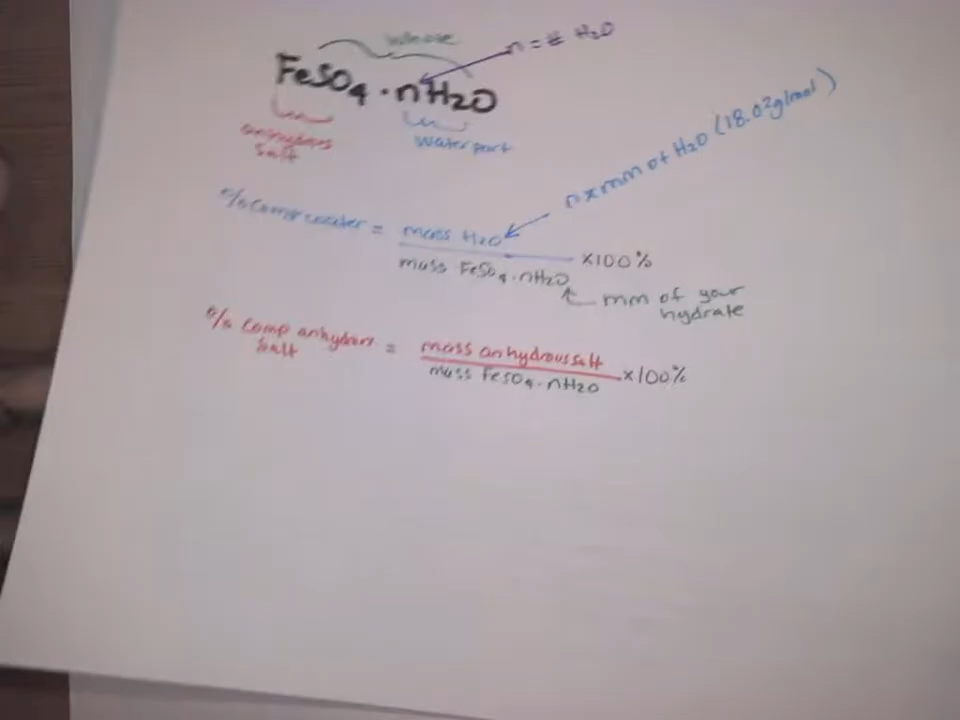 whole
n = # H2O
FeSO4 · nH2O
anhydrous
salt
water part
n x mm of H2O (18.02g/mol)
% comp water = mass H2O
mass FeSO4 · nH2O
x100%
mm of your
hydrate
% comp anhydrous
salt
= mass anhydrous salt
mass FeSO4 · nH2O
x100%